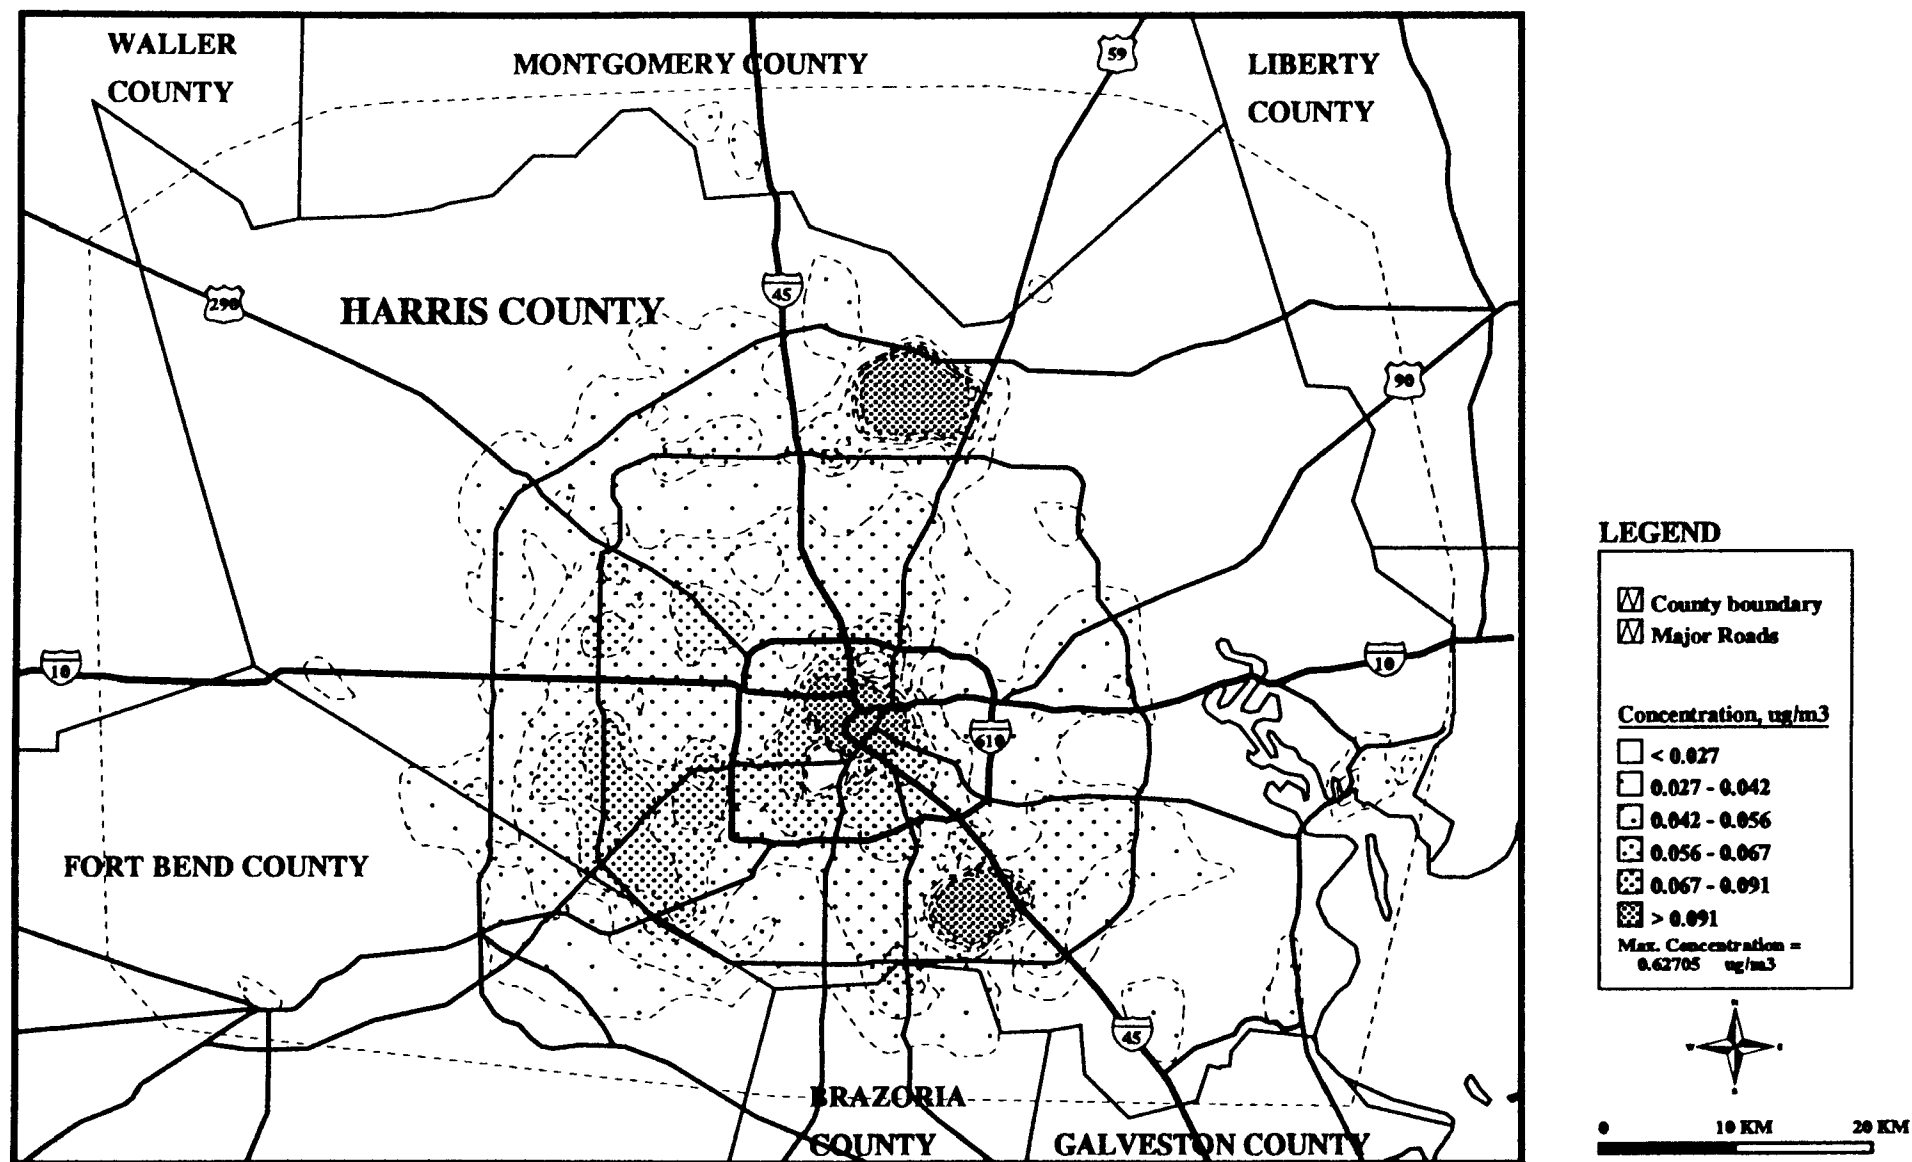 WALLER
COUNTY
MONTGOMERY COUNTY
59
LIBERTY
COUNTY
290
HARRIS COUNTY
45
90
10
10
610
FORT BEND COUNTY
45
BRAZORIA
COUNTY
GALVESTON COUNTY
LEGEND
County boundary
Major Roads
Concentration, ug/m3
< 0.027
0.027 - 0.042
0.042 - 0.056
0.056 - 0.067
0.067 - 0.091
> 0.091
Max. Concentration =
0.62705 ug/m3
0 10 KM 20 KM